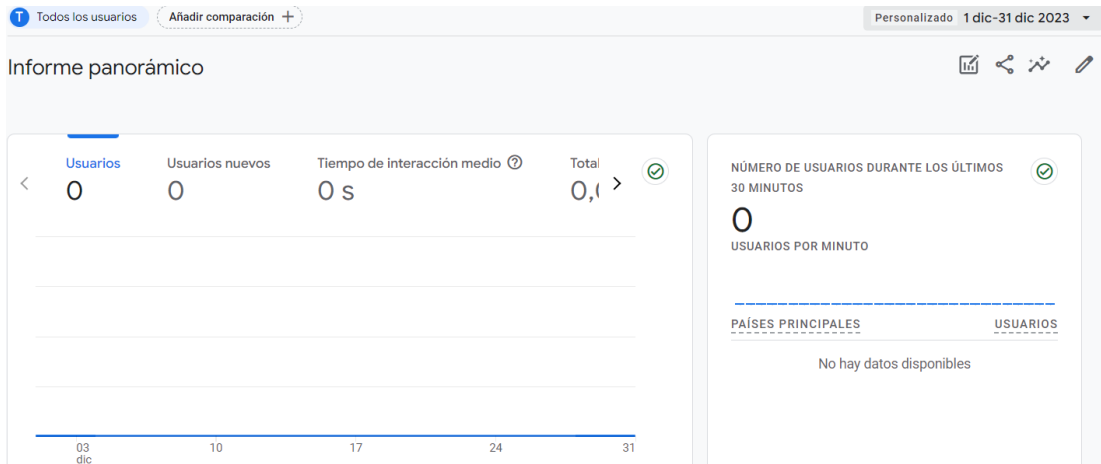 T Todos los usuarios Añadir comparación + Personalizado 1 dic-31 dic 2023
Informe panorámico
Usuarios Usuarios nuevos Tiempo de interacción medio Total
0 0 0 s 0,
NÚMERO DE USUARIOS DURANTE LOS ÚLTIMOS
30 MINUTOS
0
USUARIOS POR MINUTO
PAÍSES PRINCIPALES USUARIOS
No hay datos disponibles
03 10 17 24 31
dic